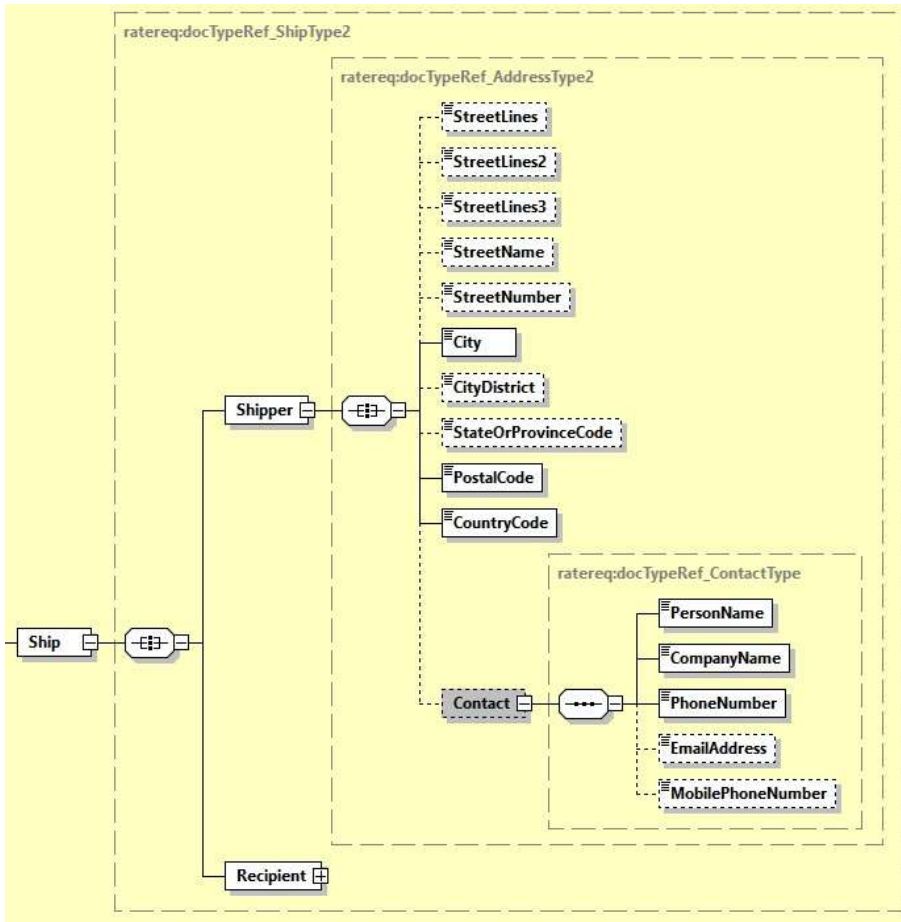 ratereq:docTypeRef_ShipType2
ratereq:docTypeRef_AddressType2
StreetLines
StreetLines2
StreetLines3
StreetName
StreetNumber
City
CityDistrict
Shipper
StateOrProvinceCode
PostalCode
CountryCode
ratereq:docTypeRef_ContactType
PersonName
Ship
CompanyName
Contact
PhoneNumber
EmailAddress
MobilePhoneNumber
Recipient